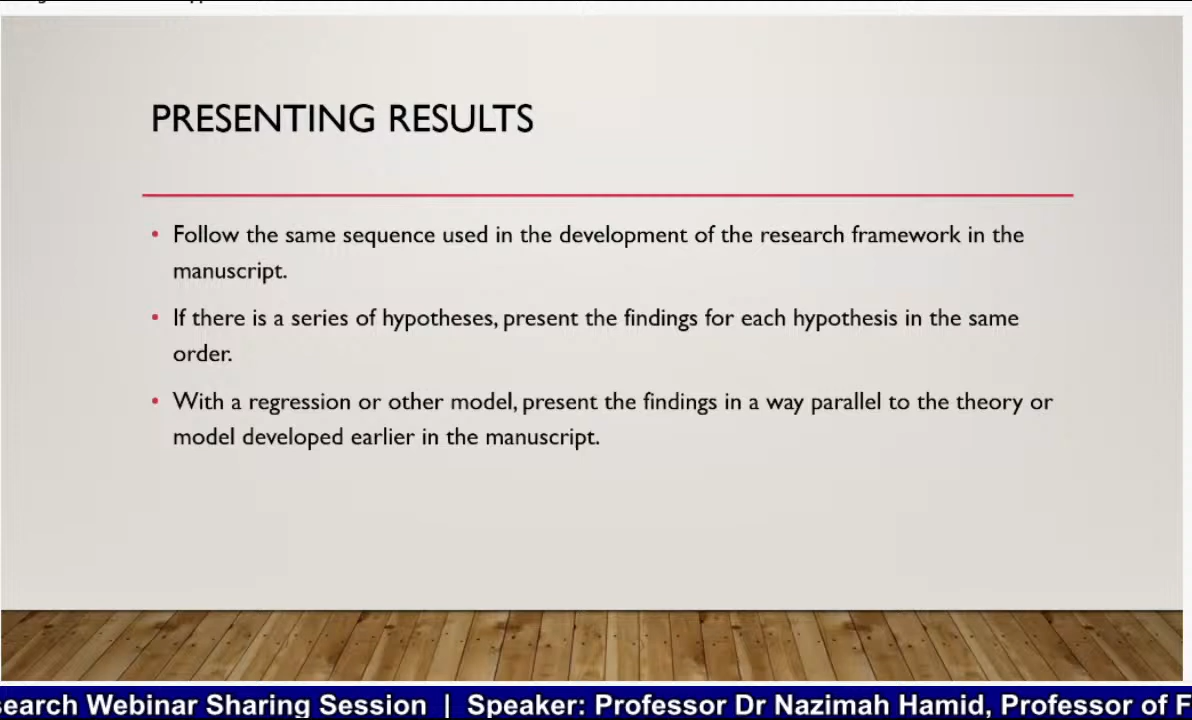 PRESENTING RESULTS
• Follow the same sequence used in the development of the research framework in the
manuscript.
• If there is a series of hypotheses, present the findings for each hypothesis in the same
order.
• With a regression or other model, present the findings in a way parallel to the theory or
model developed earlier in the manuscript.
search Webinar Sharing Session | Speaker: Professor Dr Nazimah Hamid, Professor of F